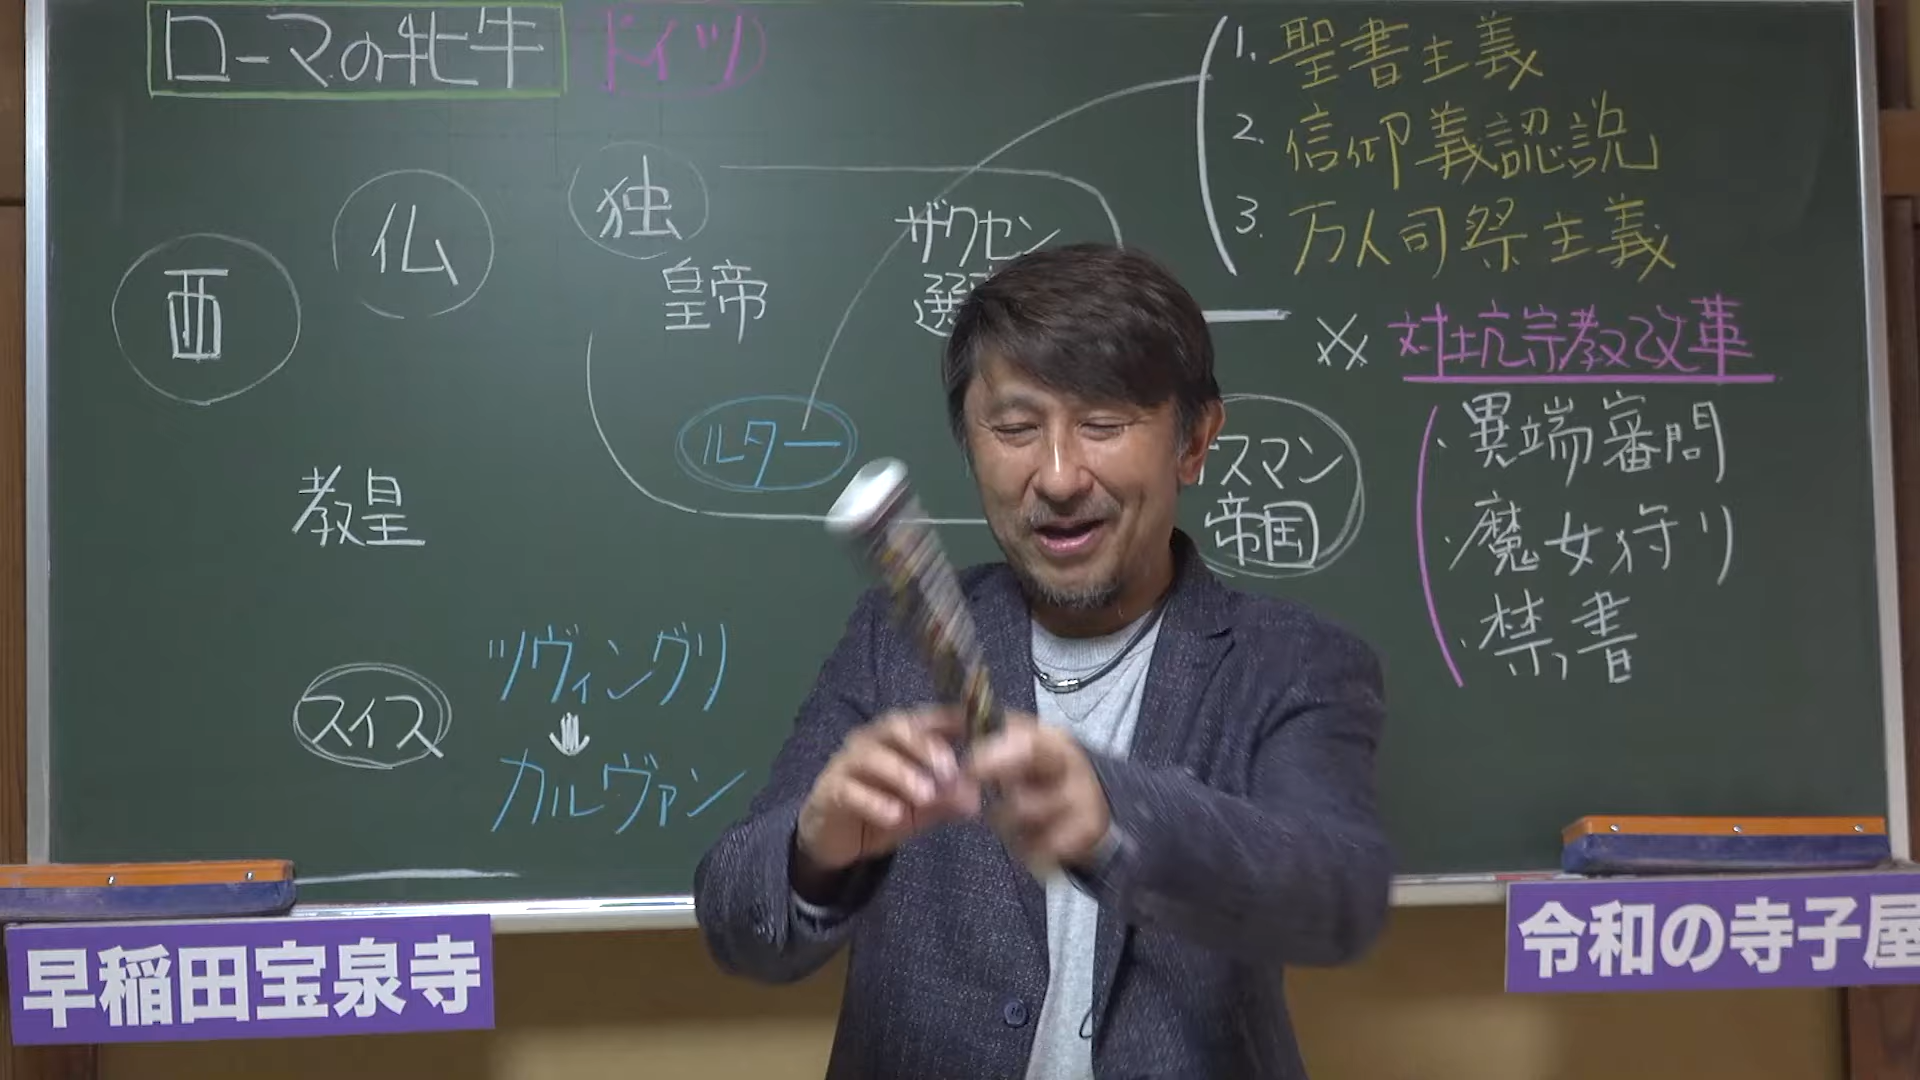 ローマの牝牛 ドイツ
1. 聖書主義
2. 信仰義認説
3. 万人司祭主義
西
仏
独
皇帝
ザクセン
選
ルター
教皇
スマン
帝国
※ 対抗宗教改革
・異端審問
・魔女狩り
・禁書
スイス
ツヴィングリ
↓
カルヴァン
早稲田宝泉寺
令和の寺子屋